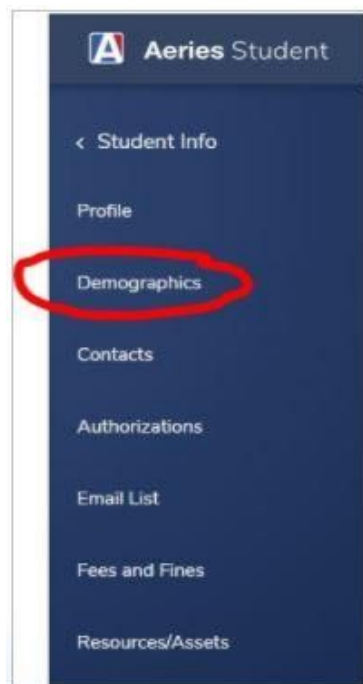 Aeries Student
< Student Info
Profile
Demographics
Contacts
Authorizations
Email List
Fees and Fines
Resources/Assets